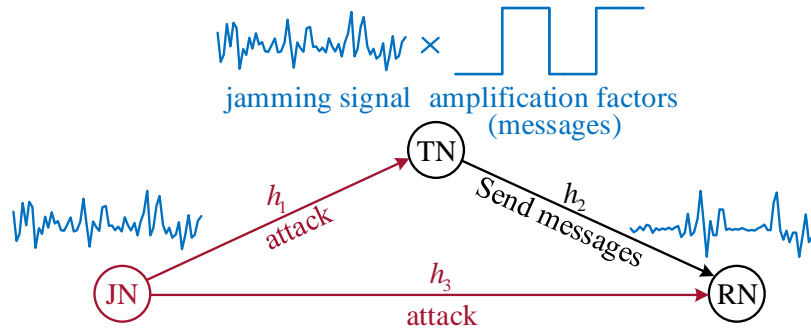 ×
jamming signal amplification factors
(messages)
TN
h₁
attack
h₂
Send messages
JN
h₃
attack
RN